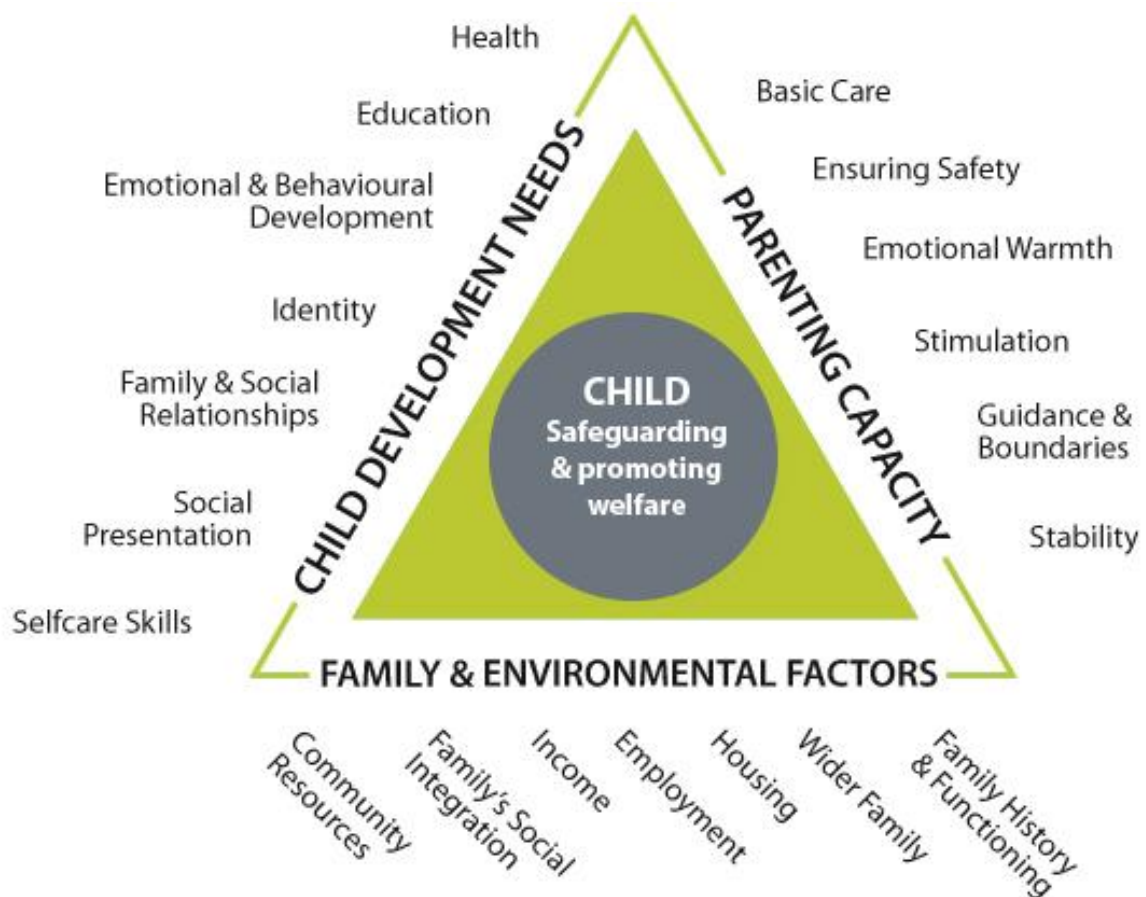 Health
Education
Emotional & Behavioural
Development
Identity
Family & Social
Relationships
Social
Presentation
Selfcare Skills
CHILD DEVELOPMENT NEEDS
CHILD
Safeguarding
& promoting
welfare
PARENTING CAPACITY
Basic Care
Ensuring Safety
Emotional Warmth
Stimulation
Guidance &
Boundaries
Stability
FAMILY & ENVIRONMENTAL FACTORS
Community
Resources
Family's Social
Integration
Income
Employment
Housing
Wider Family
Family History
& Functioning